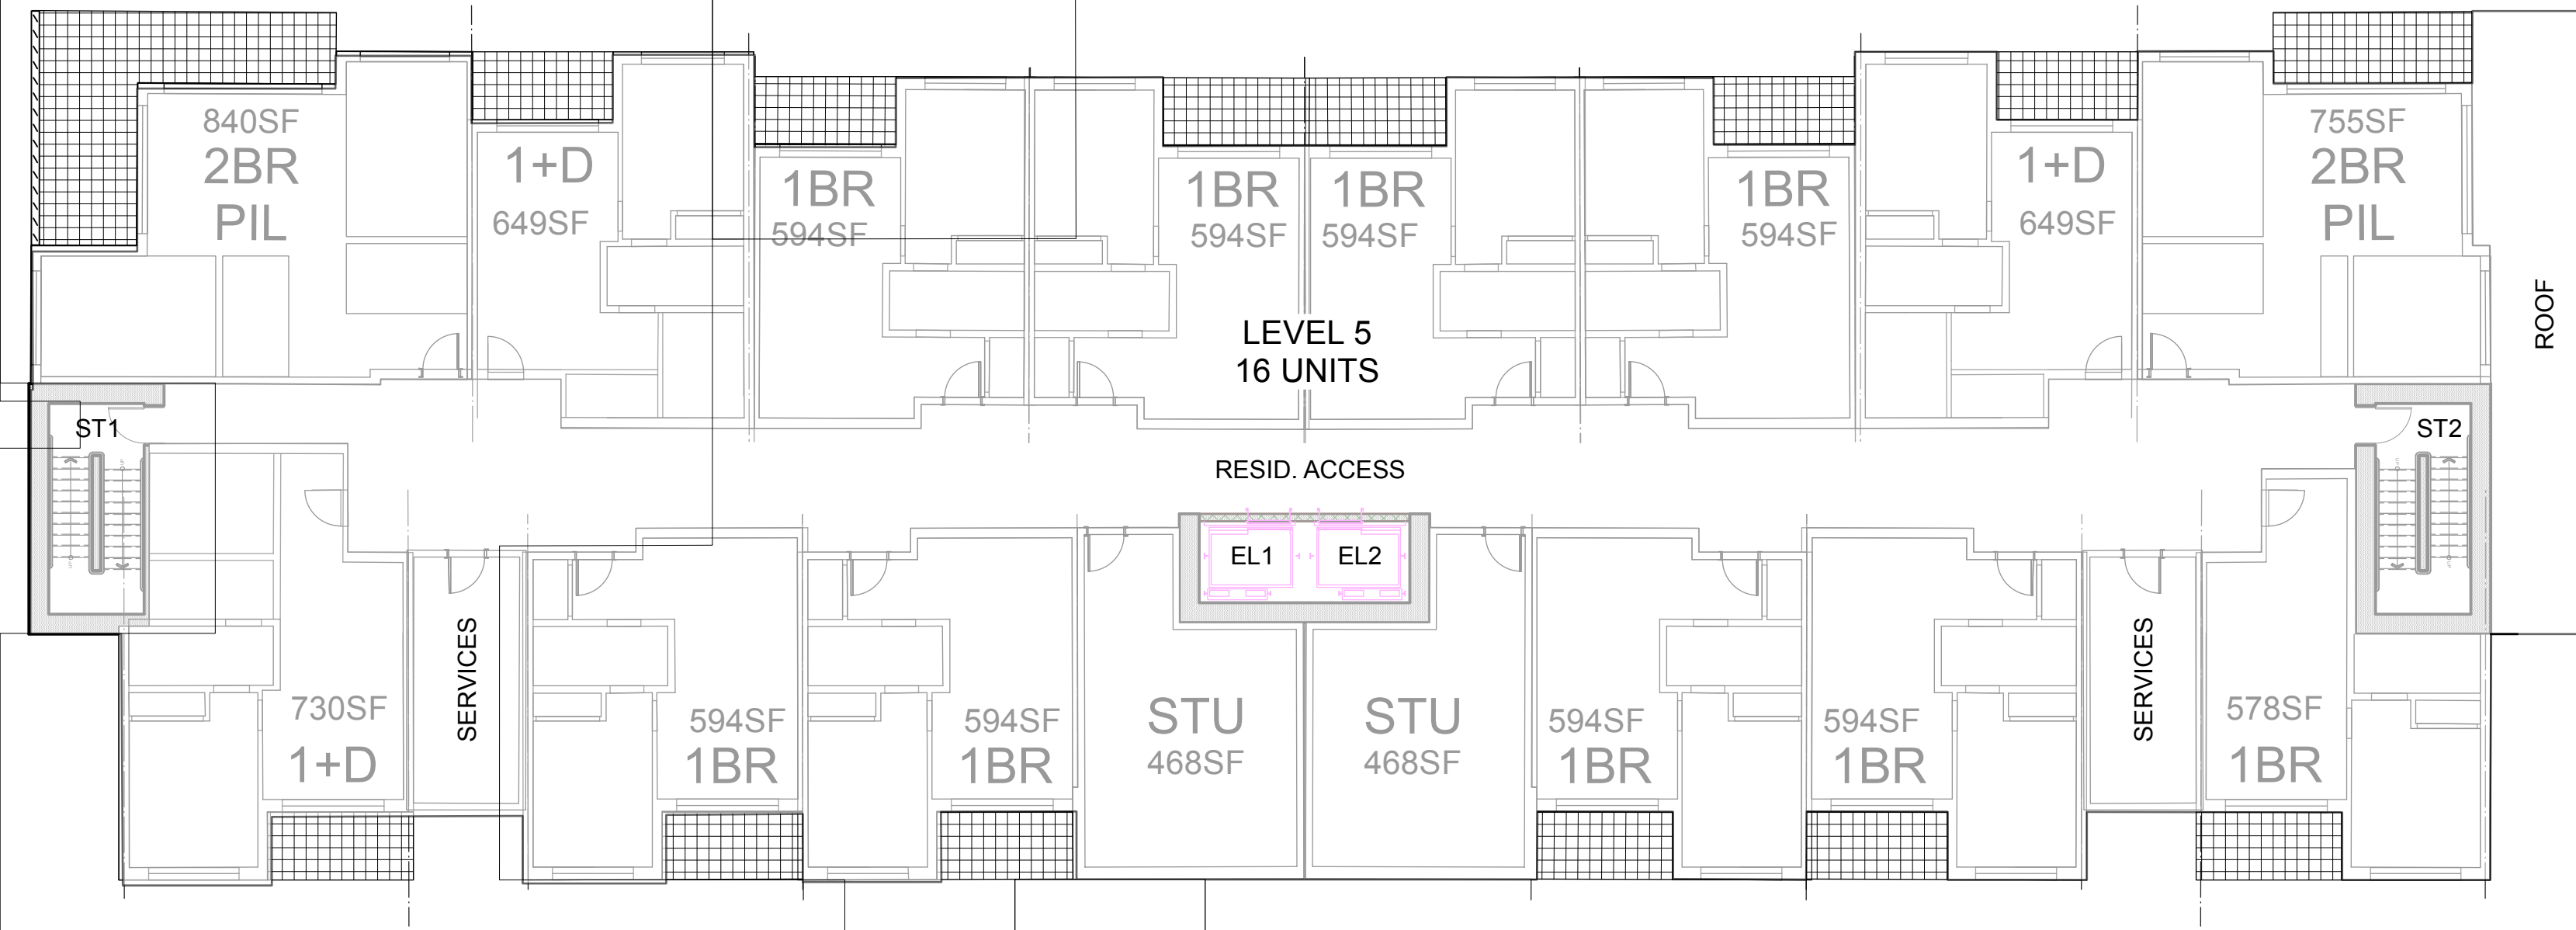 840SF
2BR
PIL
1+D
649SF
1BR
594SF
1BR
594SF
1BR
594SF
1BR
594SF
1+D
649SF
755SF
2BR
PIL
ROOF
LEVEL 5
16 UNITS
ST1
ST2
RESID. ACCESS
EL1
EL2
730SF
1+D
SERVICES
594SF
1BR
594SF
1BR
STU
468SF
STU
468SF
594SF
1BR
594SF
1BR
SERVICES
578SF
1BR